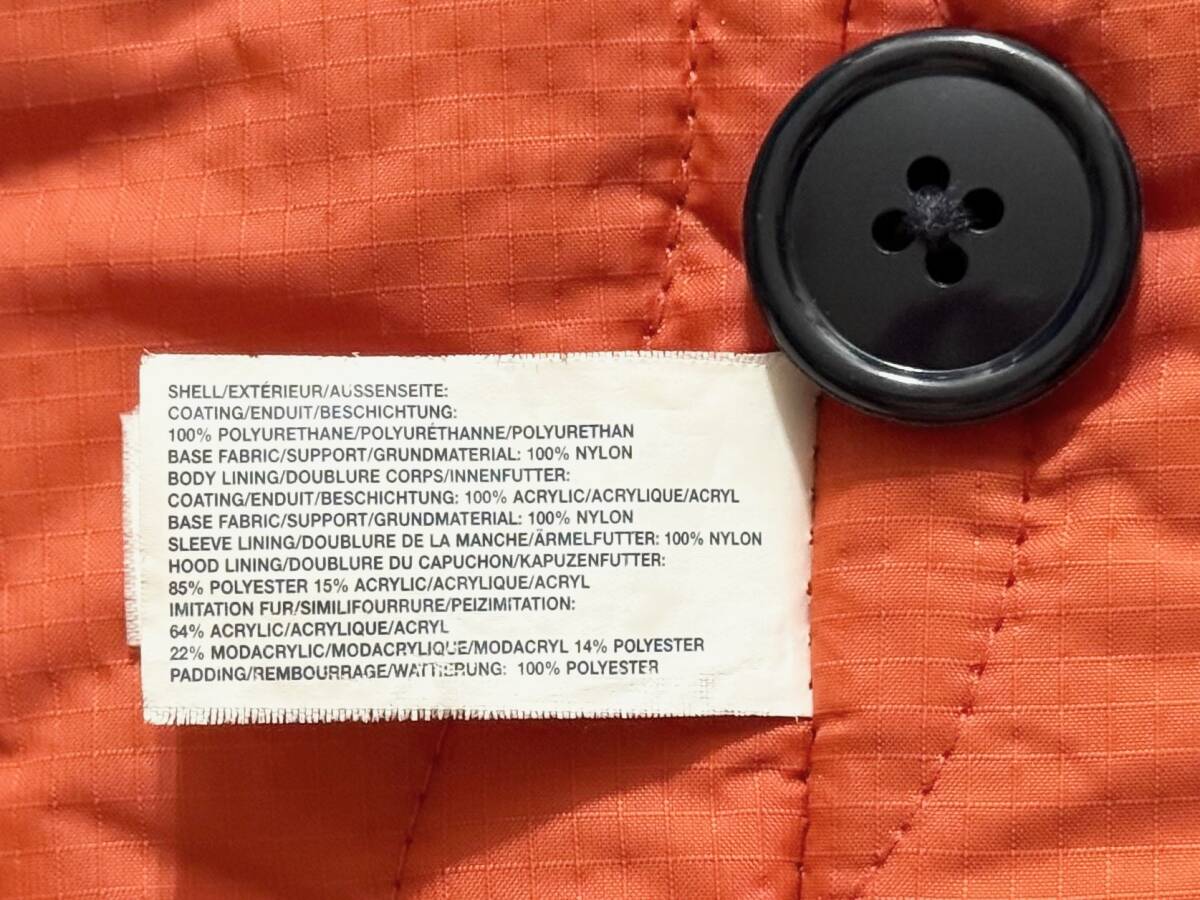 SHELL/EXTÉRIEUR/AUSSENSEITE:
COATING/ENDUIT/BESCHICHTUNG:
100% POLYURETHANE/POLYURÉTHANNE/POLYURETHAN
BASE FABRIC/SUPPORT/GRUNDMATERIAL: 100% NYLON
BODY LINING/DOUBLURE CORPS/INNENFUTTER:
COATING/ENDUIT/BESCHICHTUNG: 100% ACRYLIC/ACRYLIQUE/ACRYL
BASE FABRIC/SUPPORT/GRUNDMATERIAL: 100% NYLON
SLEEVE LINING/DOUBLURE DE LA MANCHE/ÄRMELFUTTER: 100% NYLON
HOOD LINING/DOUBLURE DU CAPUCHON/KAPUZENFUTTER:
85% POLYESTER 15% ACRYLIC/ACRYLIQUE/ACRYL
IMITATION FUR/SIMILIFOURRURE/PEIZIMITATION:
64% ACRYLIC/ACRYLIQUE/ACRYL
22% MODACRYLIC/MODACRYLIQUE/MODACRYL 14% POLYESTER
PADDING/REMBOURRAGE/WATTIERUNG: 100% POLYESTER